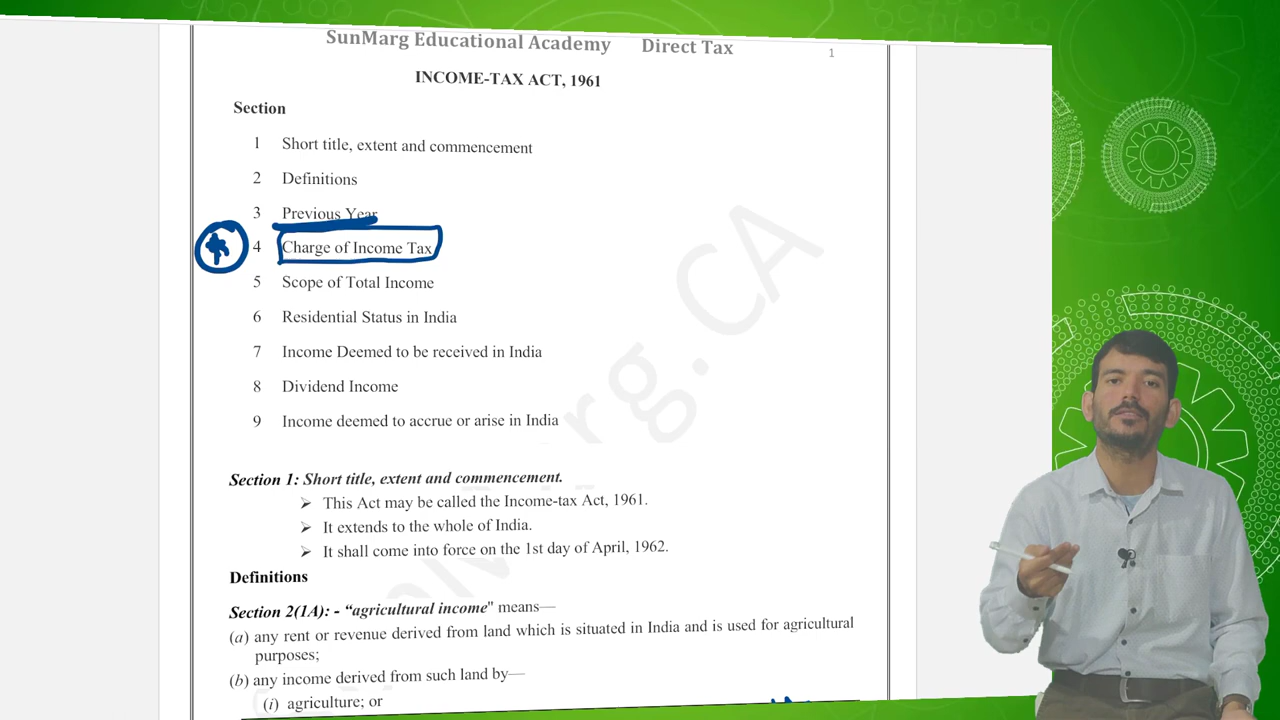 SunMarg Educational Academy Direct Tax 1
INCOME-TAX ACT, 1961
Section
1 Short title, extent and commencement
2 Definitions
3 Previous Year
4 Charge of Income Tax
5 Scope of Total Income
6 Residential Status in India
7 Income Deemed to be received in India
8 Dividend Income
9 Income deemed to accrue or arise in India
Section 1: Short title, extent and commencement.
➢ This Act may be called the Income-tax Act, 1961.
➢ It extends to the whole of India.
➢ It shall come into force on the 1st day of April, 1962.
Definitions
Section 2(1A): - “agricultural income" means—
(a) any rent or revenue derived from land which is situated in India and is used for agricultural
purposes;
(b) any income derived from such land by—
(i) agriculture; or